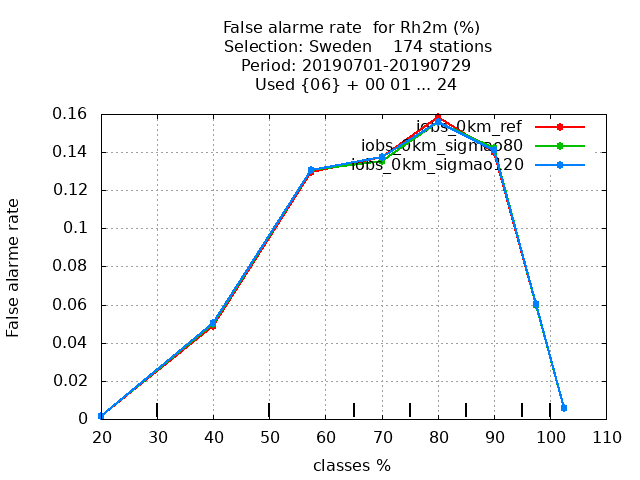 False alarme rate for Rh2m (%)
Selection: Sweden 174 stations
Period: 20190701-20190729
Used {06} + 00 01 ... 24
0.16
0.14
0.12
0.1
0.08
0.06
0.04
0.02
0
False alarme rate
iobs_0km_ref
iobs_0km_sigmao80
iobs_0km_sigmao120
20 30 40 50 60 70 80 90 100 110
classes %